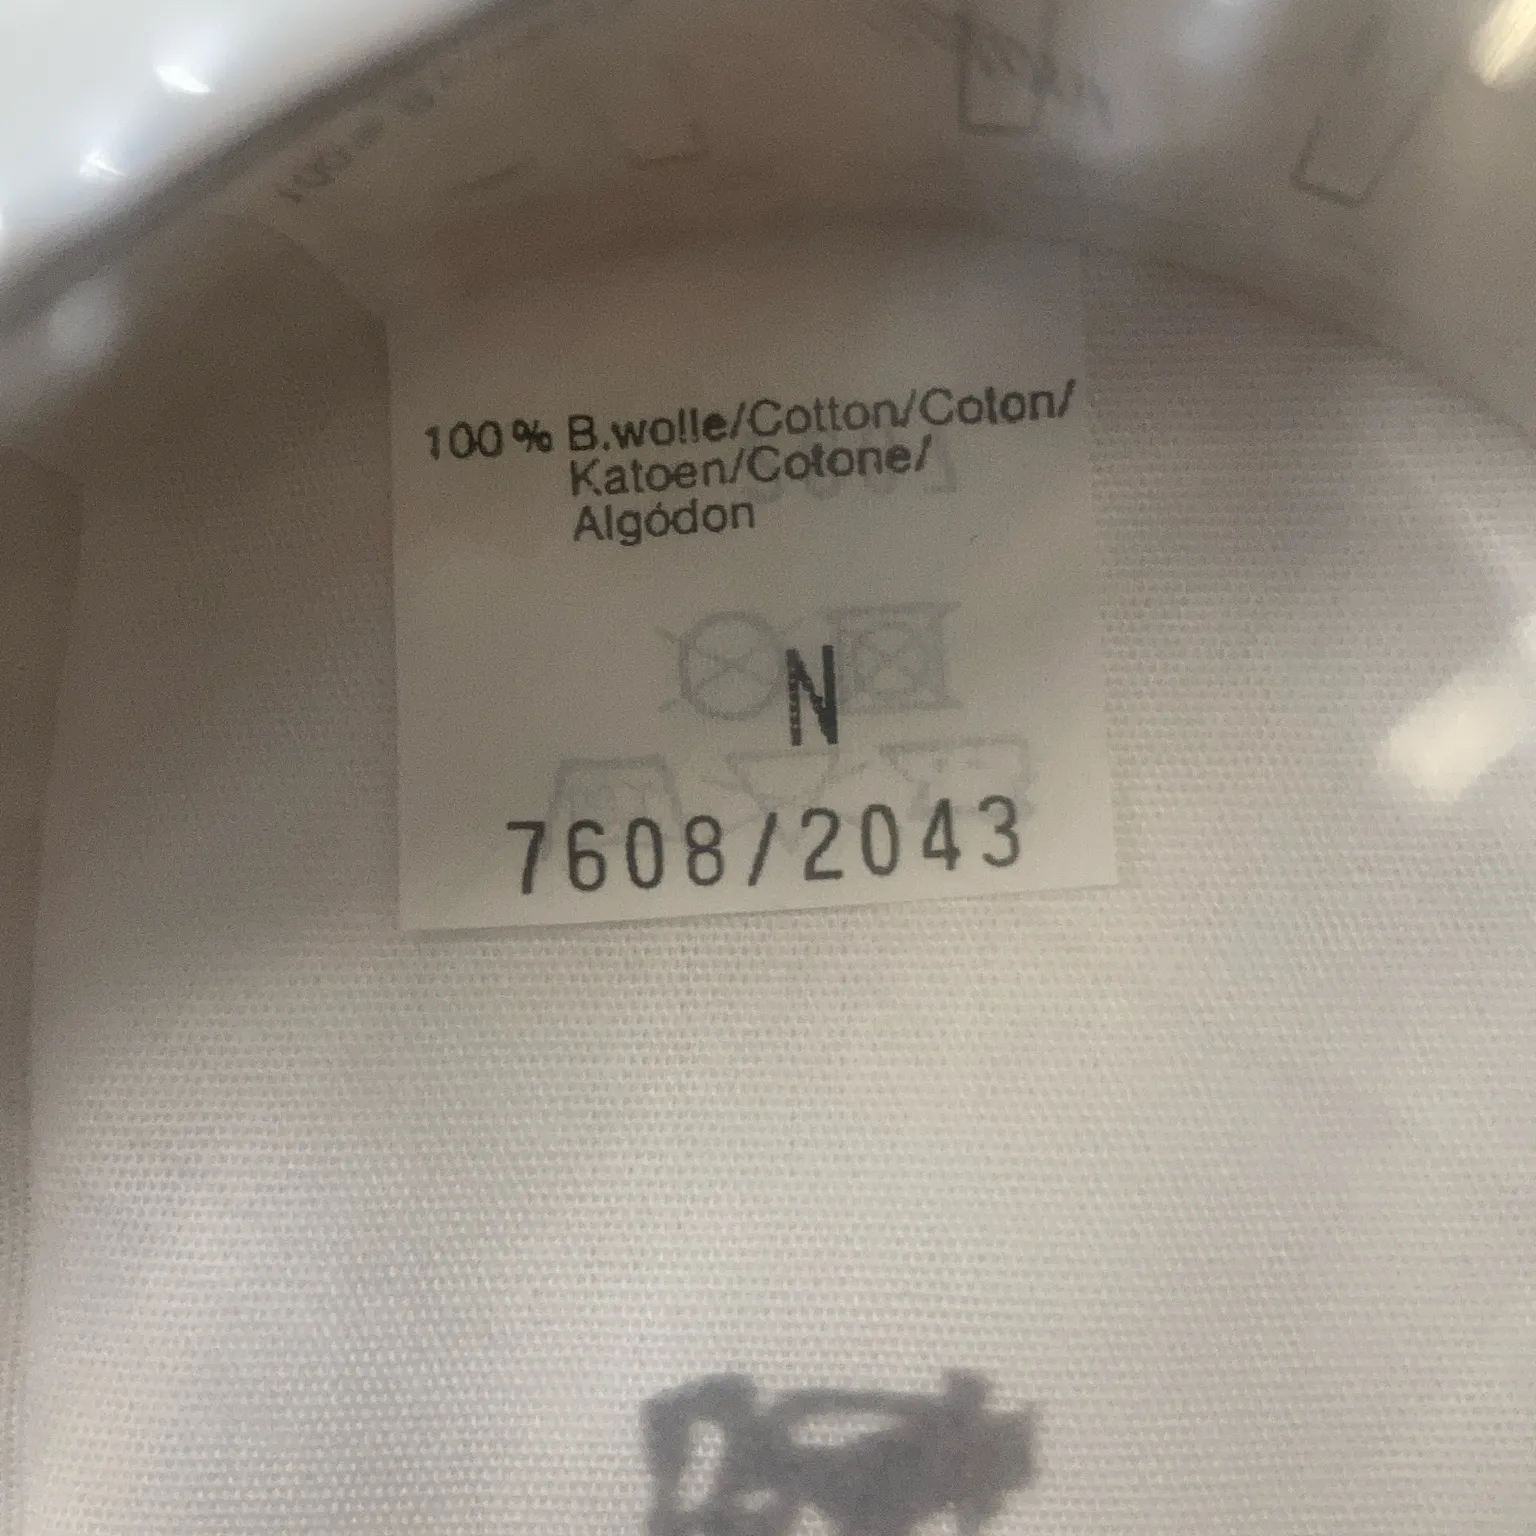 100% B.wolle/Cotton/Coton/
Katoen/Cotone/
Algódon
N
7608/2043